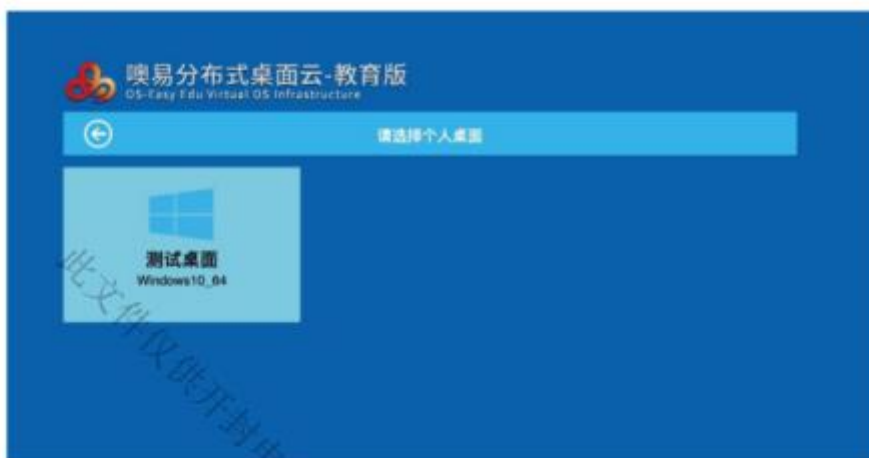 噢易分布式桌面云-教育版
OS-Easy Edu Virtual OS Infrastructure
请选择个人桌面
测试桌面
Windows10_64
此文件仅供开封